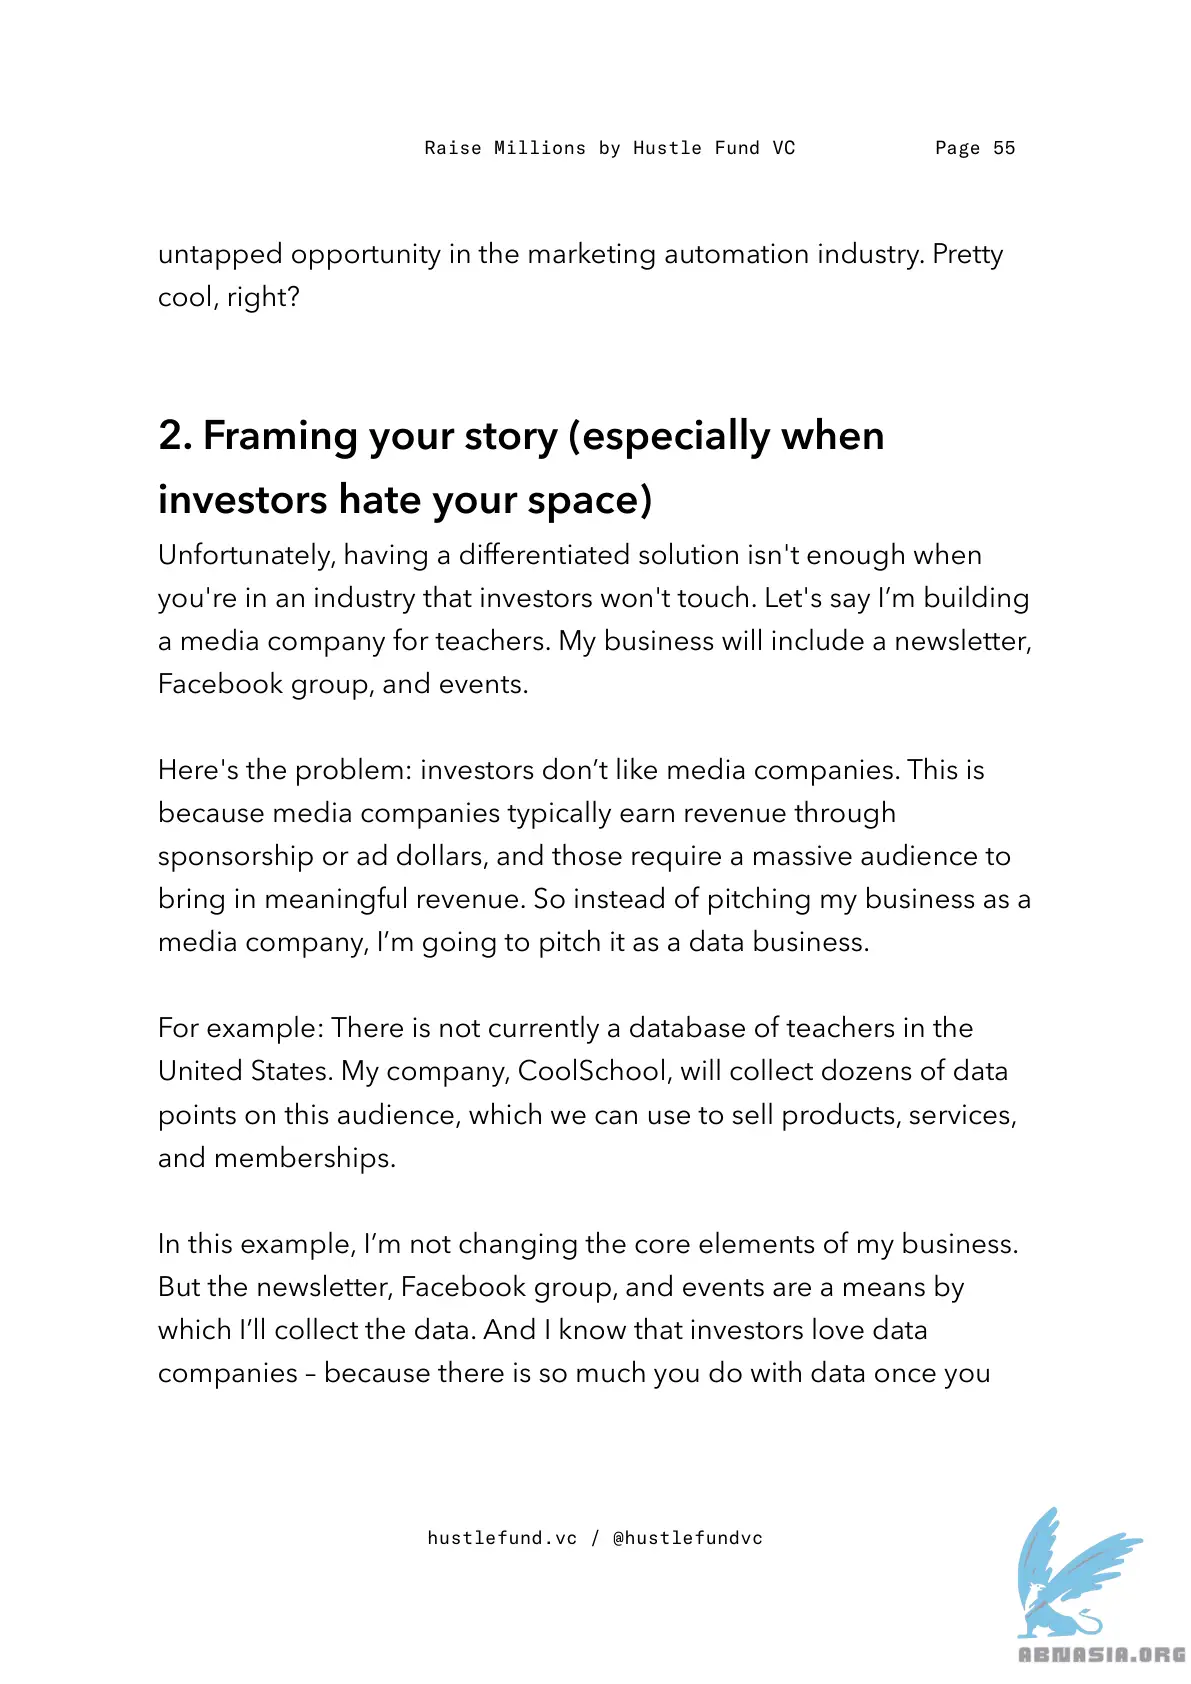 Raise Millions by Hustle Fund VC Page 55
untapped opportunity in the marketing automation industry. Pretty
cool, right?
2. Framing your story (especially when
investors hate your space)
Unfortunately, having a differentiated solution isn't enough when
you're in an industry that investors won't touch. Let's say I’m building
a media company for teachers. My business will include a newsletter,
Facebook group, and events.
Here's the problem: investors don’t like media companies. This is
because media companies typically earn revenue through
sponsorship or ad dollars, and those require a massive audience to
bring in meaningful revenue. So instead of pitching my business as a
media company, I’m going to pitch it as a data business.
For example: There is not currently a database of teachers in the
United States. My company, CoolSchool, will collect dozens of data
points on this audience, which we can use to sell products, services,
and memberships.
In this example, I’m not changing the core elements of my business.
But the newsletter, Facebook group, and events are a means by
which I’ll collect the data. And I know that investors love data
companies – because there is so much you do with data once you
hustlefund.vc / @hustlefundvc
ABNASIA.ORG